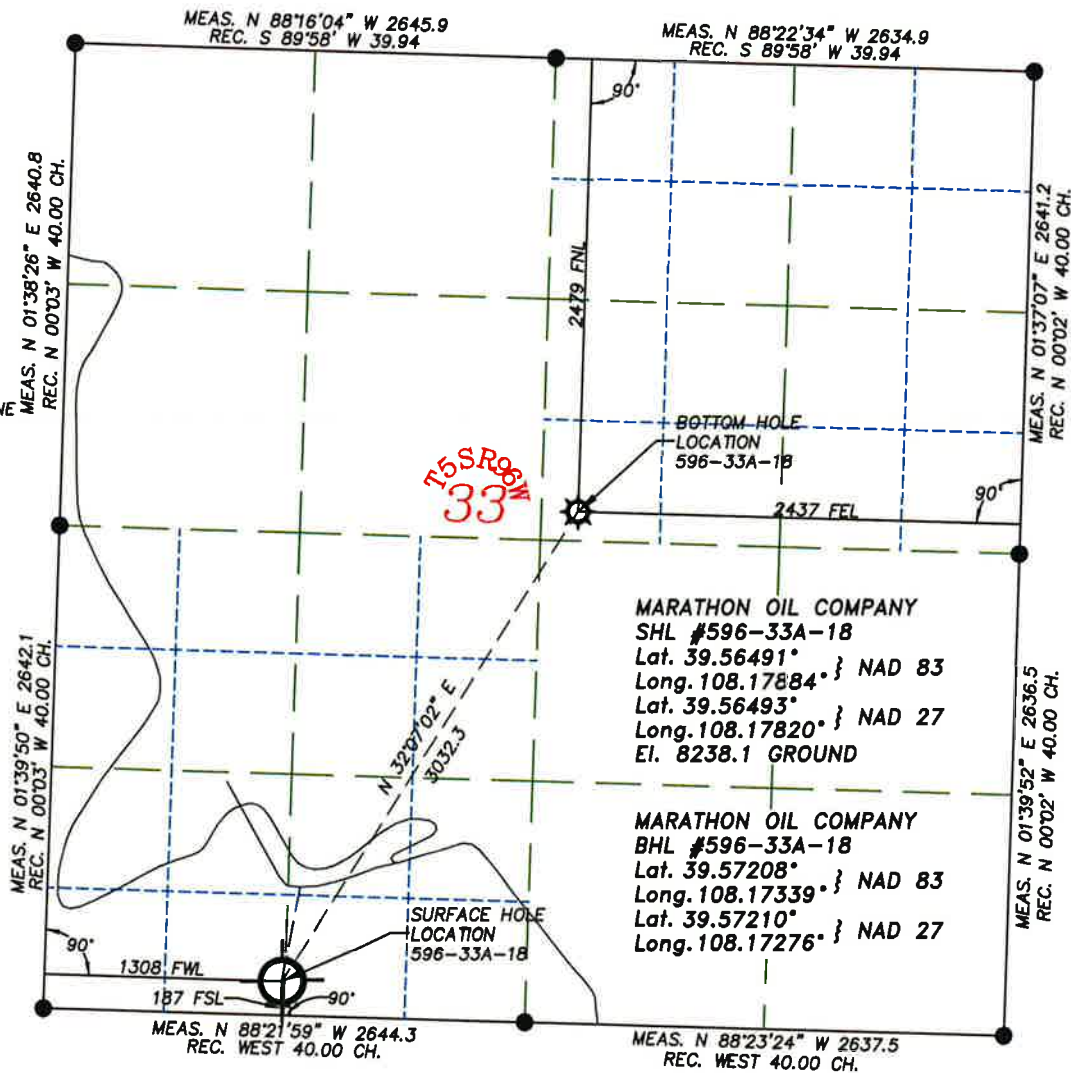 MEAS. N 88°16'04" W 2645.9
REC. S 89°58' W 39.94
MEAS. N 88°22'34" W 2634.9
REC. S 89°58' W 39.94
90°
MEAS. N 01°38'26" E 2640.8
REC. N 00°03' W 40.00 CH.
MEAS. N 01°37'07" E 2641.2
REC. N 00°02' W 40.00 CH.
2479 FNL
NE
BOTTOM HOLE
LOCATION
596-33A-18
T5SR96W
33
90°
2437 FEL
MARATHON OIL COMPANY
SHL #596-33A-18
Lat. 39.56491°
Long. 108.17884° } NAD 83
Lat. 39.56493°
Long. 108.17820° } NAD 27
El. 8238.1 GROUND
MEAS. N 01°39'50" E 2642.1
REC. N 00°03' W 40.00 CH.
N 32°07'02" E
3032.3
MEAS. N 01°39'52" E 2636.5
REC. N 00°02' W 40.00 CH.
MARATHON OIL COMPANY
BHL #596-33A-18
Lat. 39.57208°
Long. 108.17339° } NAD 83
Lat. 39.57210°
Long. 108.17276° } NAD 27
SURFACE HOLE
LOCATION
596-33A-18
90°
1308 FWL
187 FSL
90°
MEAS. N 88°21'59" W 2644.3
REC. WEST 40.00 CH.
MEAS. N 88°23'24" W 2637.5
REC. WEST 40.00 CH.